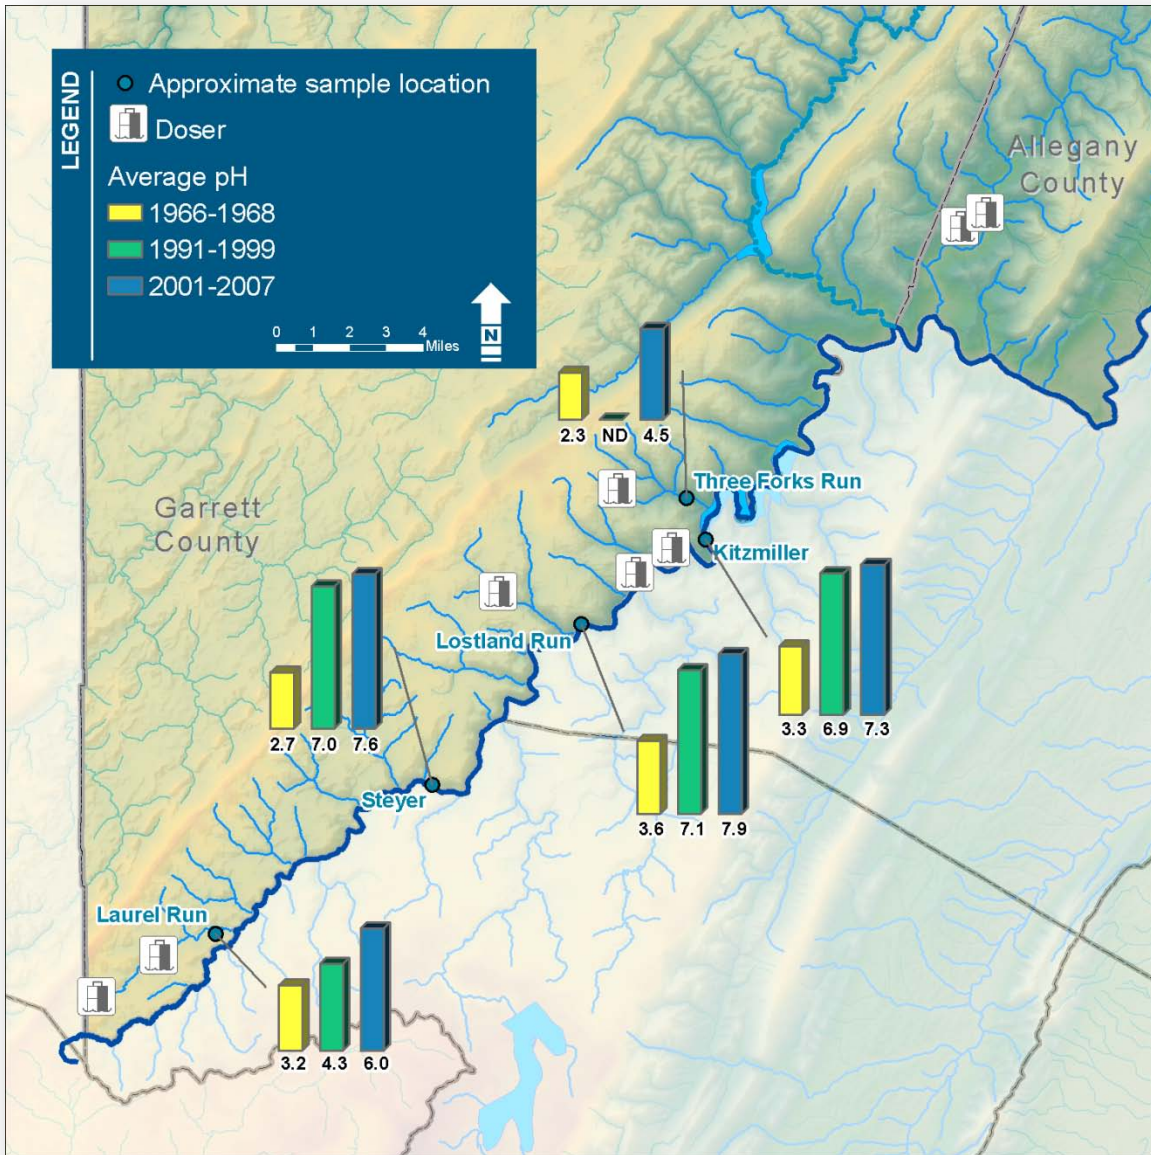 LEGEND
Approximate sample location
Doser
Average pH
1966-1968
1991-1999
2001-2007
0 1 2 3 4
Miles
N
Allegany
County
2.3 ND 4.5
Three Forks Run
Garrett
County
Kitzmiller
Lostland Run
3.3 6.9 7.3
2.7 7.0 7.6
Steyer
3.6 7.1 7.9
Laurel Run
3.2 4.3 6.0